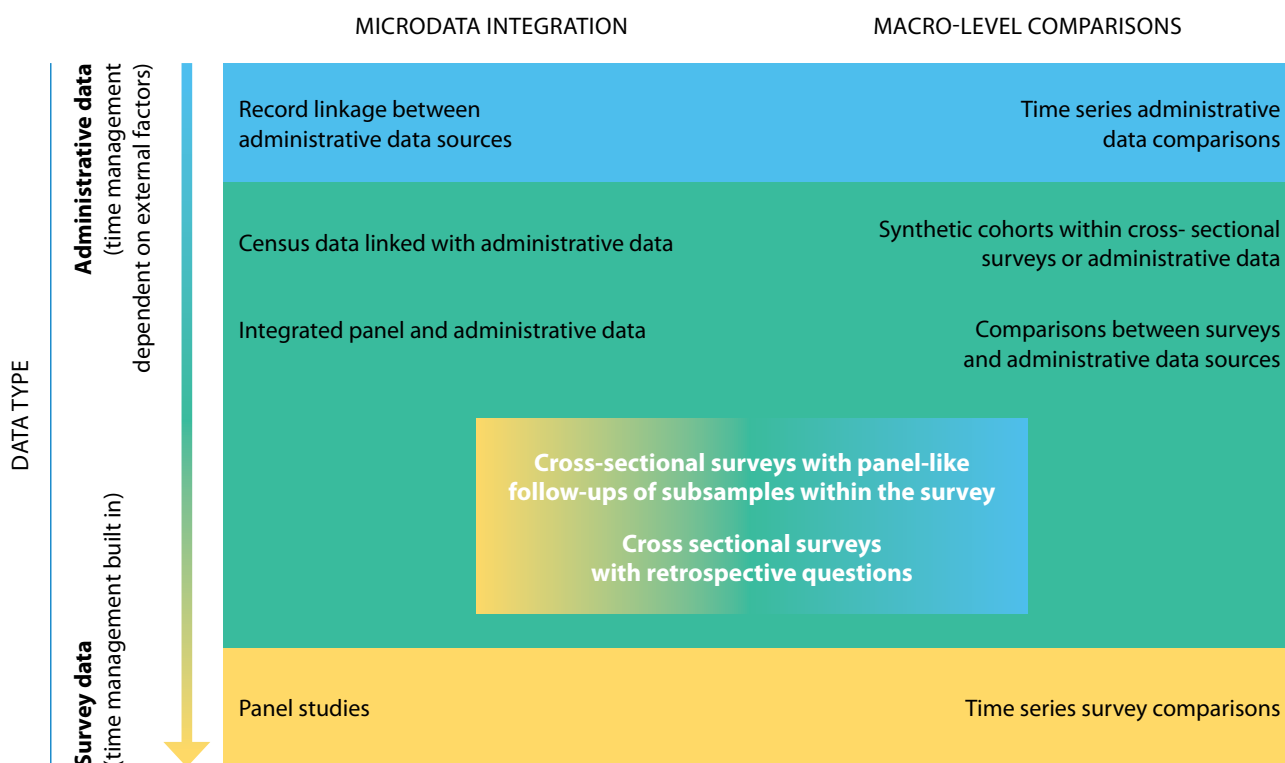 MICRODATA INTEGRATION
MACRO-LEVEL COMPARISONS
DATA TYPE
Administrative data
(time management
dependent on external factors)
Survey data
(time management built in)
Record linkage between
administrative data sources
Time series administrative
data comparisons
Census data linked with administrative data
Synthetic cohorts within cross- sectional
surveys or administrative data
Integrated panel and administrative data
Comparisons between surveys
and administrative data sources
Cross-sectional surveys with panel-like
follow-ups of subsamples within the survey
Cross sectional surveys
with retrospective questions
Panel studies
Time series survey comparisons